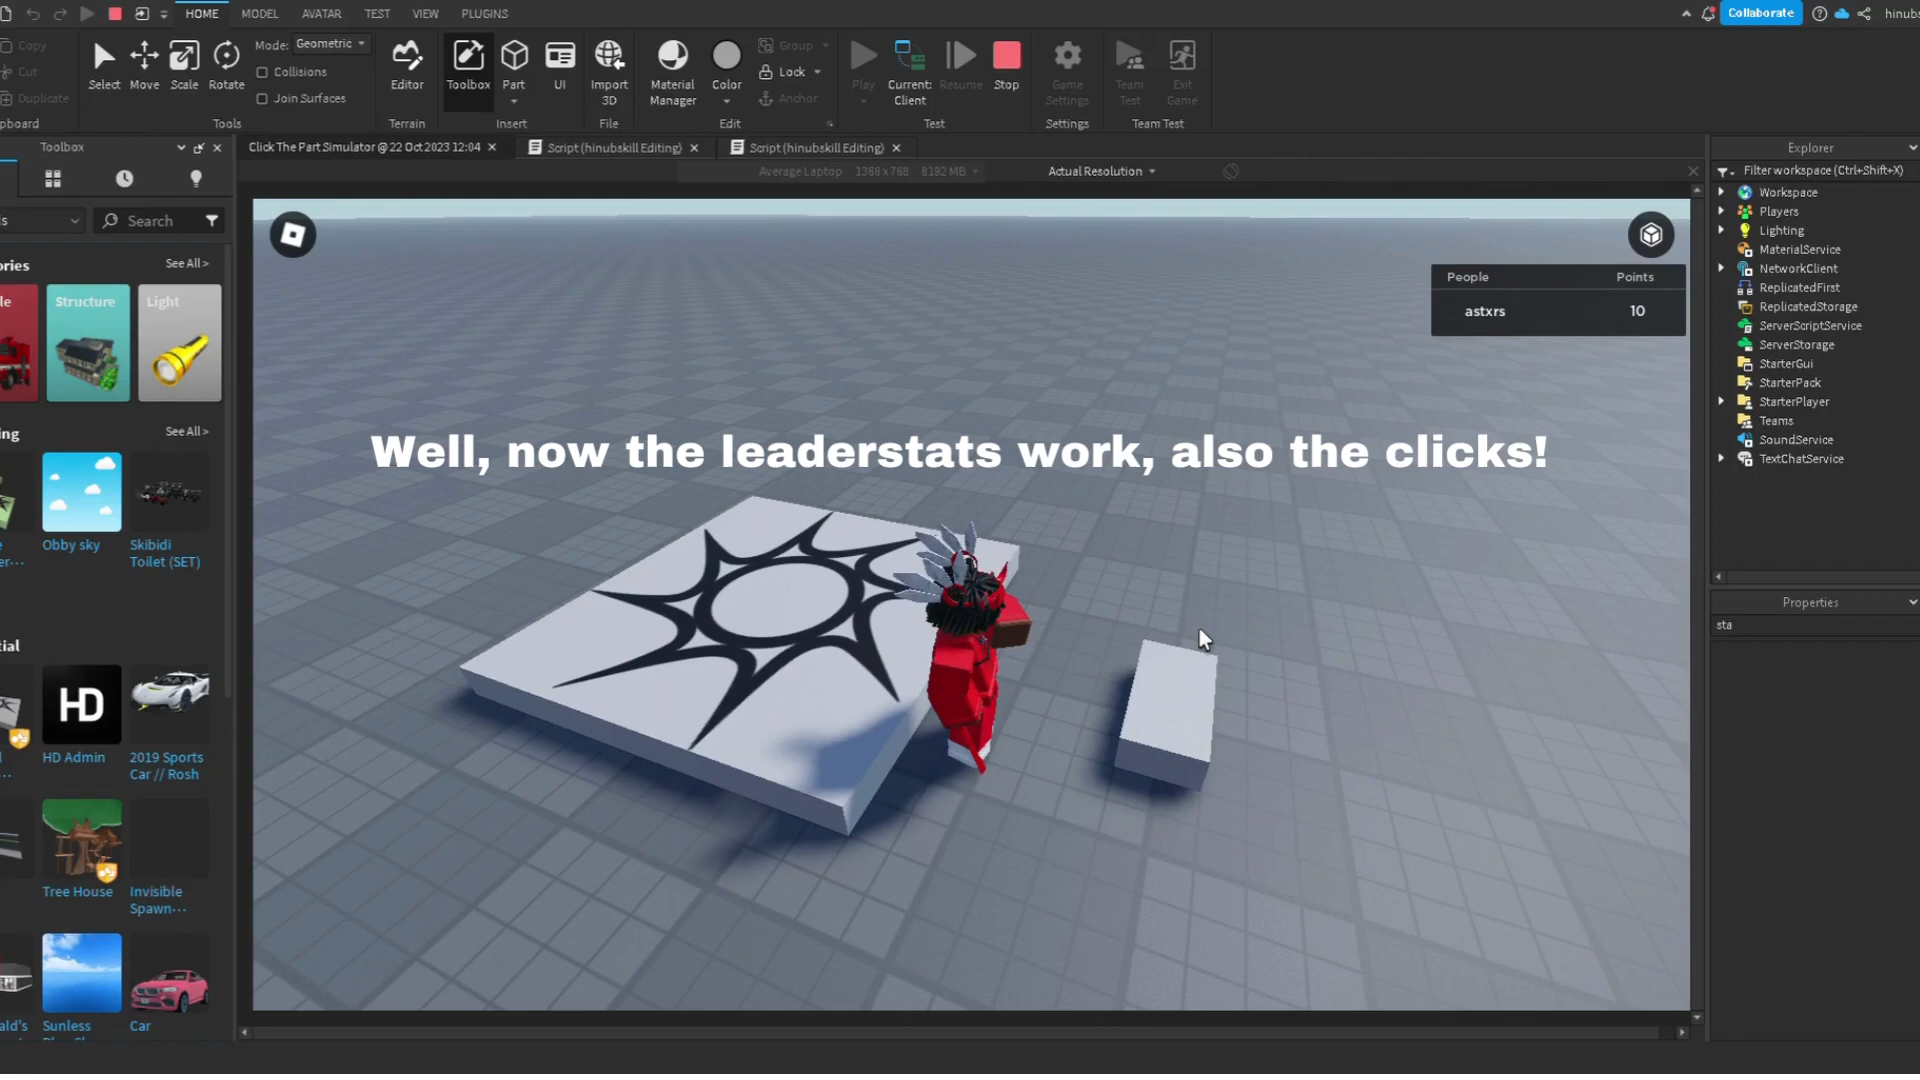 HOME MODEL AVATAR TEST VIEW PLUGINS
Collaborate
hinubs
Copy
Cut
Duplicate
pboard
Select Move Scale Rotate
Mode: Geometric
Collisions
Join Surfaces
Tools
Editor
Terrain
Toolbox Part UI
Insert
Import 3D
File
Material Manager
Color
Group
Lock
Anchor
Edit
Play
Current: Client
Resume Stop
Test
Game Settings
Settings
Team Test
Exit Game
Team Test
Toolbox
Click The Part Simulator @ 22 Oct 2023 12:04
Script (hinubskill Editing)
Script (hinubskill Editing)
Average Laptop 1366 x 768 8192 MB
Actual Resolution
ls
Search
ories
See All >
le
Structure
Light
ing
See All >
Obby sky
Skibidi
Toilet (SET)
tial
HD
HD Admin
2019 Sports
Car // Rosh
Tree House
Invisible
Spawn...
ald's
Sunless
Car
People Points
astxrs 10
Well, now the leaderstats work, also the clicks!
Explorer
Filter workspace (Ctrl+Shift+X)
Workspace
Players
Lighting
MaterialService
NetworkClient
ReplicatedFirst
ReplicatedStorage
ServerScriptService
ServerStorage
StarterGui
StarterPack
StarterPlayer
Teams
SoundService
TextChatService
Properties
sta